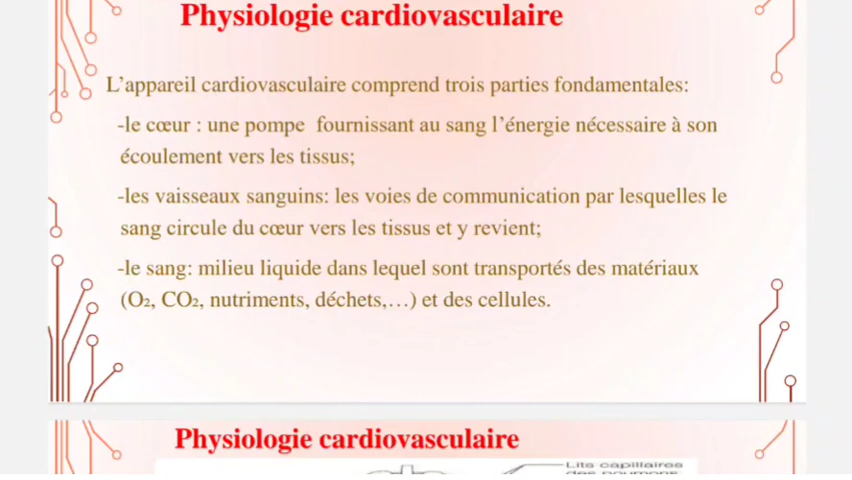 Physiologie cardiovasculaire
L’appareil cardiovasculaire comprend trois parties fondamentales:
-le cœur : une pompe fournissant au sang l’énergie nécessaire à son
écoulement vers les tissus;
-les vaisseaux sanguins: les voies de communication par lesquelles le
sang circule du cœur vers les tissus et y revient;
-le sang: milieu liquide dans lequel sont transportés des matériaux
(O₂, CO₂, nutriments, déchets,…) et des cellules.
Physiologie cardiovasculaire
Lits capillaires
des poumons